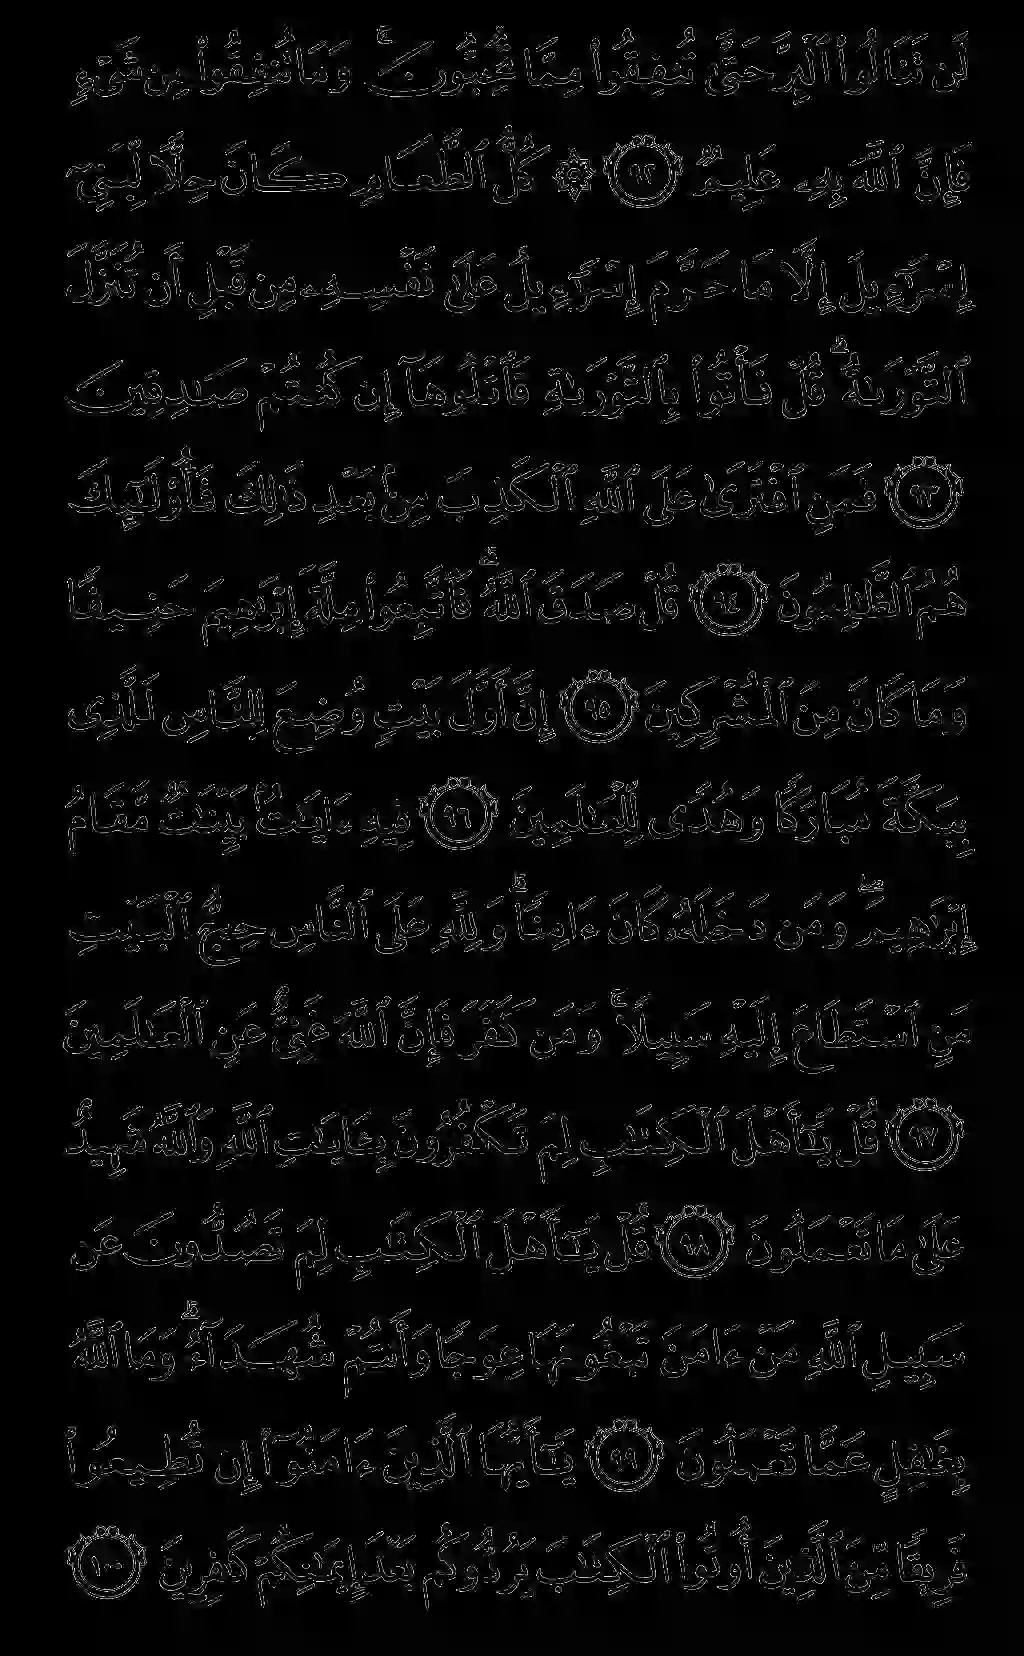 لَن تَنَالُوا۟ ٱلْبِرَّ حَتَّىٰ تُنفِقُوا۟ مِمَّا تُحِبُّونَ ۚ وَمَا تُنفِقُوا۟ مِن شَىْءٍ
فَإِنَّ ٱللَّهَ بِهِۦ عَلِيمٌ ٩٢ ۞ كُلُّ ٱلطَّعَامِ كَانَ حِلًّا لِّبَنِىٓ
إِسْرَٰٓءِيلَ إِلَّا مَا حَرَّمَ إِسْرَٰٓءِيلُ عَلَىٰ نَفْسِهِۦ مِن قَبْلِ أَن تُنَزَّلَ
ٱلتَّوْرَىٰةُ ۗ قُلْ فَأْتُوا۟ بِٱلتَّوْرَىٰةِ فَٱتْلُوهَآ إِن كُنتُمْ صَـٰدِقِينَ
٩٣ فَمَنِ ٱفْتَرَىٰ عَلَى ٱللَّهِ ٱلْكَذِبَ مِنۢ بَعْدِ ذَٰلِكَ فَأُو۟لَـٰٓئِكَ
هُمُ ٱلظَّـٰلِمُونَ ٩٤ قُلْ صَدَقَ ٱللَّهُ ۗ فَٱتَّبِعُوا۟ مِلَّةَ إِبْرَٰهِيمَ حَنِيفًا
وَمَا كَانَ مِنَ ٱلْمُشْرِكِينَ ٩٥ إِنَّ أَوَّلَ بَيْتٍ وُضِعَ لِلنَّاسِ لَلَّذِى
بِبَكَّةَ مُبَارَكًا وَهُدًى لِّلْعَـٰلَمِينَ ٩٦ فِيهِ ءَايَـٰتٌۢ بَيِّنَـٰتٌ مَّقَامُ
إِبْرَٰهِيمَ ۖ وَمَن دَخَلَهُۥ كَانَ ءَامِنًا ۗ وَلِلَّهِ عَلَى ٱلنَّاسِ حِجُّ ٱلْبَيْتِ
مَنِ ٱسْتَطَاعَ إِلَيْهِ سَبِيلًا ۚ وَمَن كَفَرَ فَإِنَّ ٱللَّهَ غَنِىٌّ عَنِ ٱلْعَـٰلَمِينَ
٩٧ قُلْ يَـٰٓأَهْلَ ٱلْكِتَـٰبِ لِمَ تَكْفُرُونَ بِـَٔايَـٰتِ ٱللَّهِ وَٱللَّهُ شَهِيدٌ
عَلَىٰ مَا تَعْمَلُونَ ٩٨ قُلْ يَـٰٓأَهْلَ ٱلْكِتَـٰبِ لِمَ تَصُدُّونَ عَن
سَبِيلِ ٱللَّهِ مَنْ ءَامَنَ تَبْغُونَهَا عِوَجًا وَأَنتُمْ شُهَدَآءُ ۗ وَمَا ٱللَّهُ
بِغَـٰفِلٍ عَمَّا تَعْمَلُونَ ٩٩ يَـٰٓأَيُّهَا ٱلَّذِينَ ءَامَنُوٓا۟ إِن تُطِيعُوا۟
فَرِيقًا مِّنَ ٱلَّذِينَ أُوتُوا۟ ٱلْكِتَـٰبَ يَرُدُّوكُم بَعْدَ إِيمَـٰنِكُمْ كَـٰفِرِينَ ١٠٠